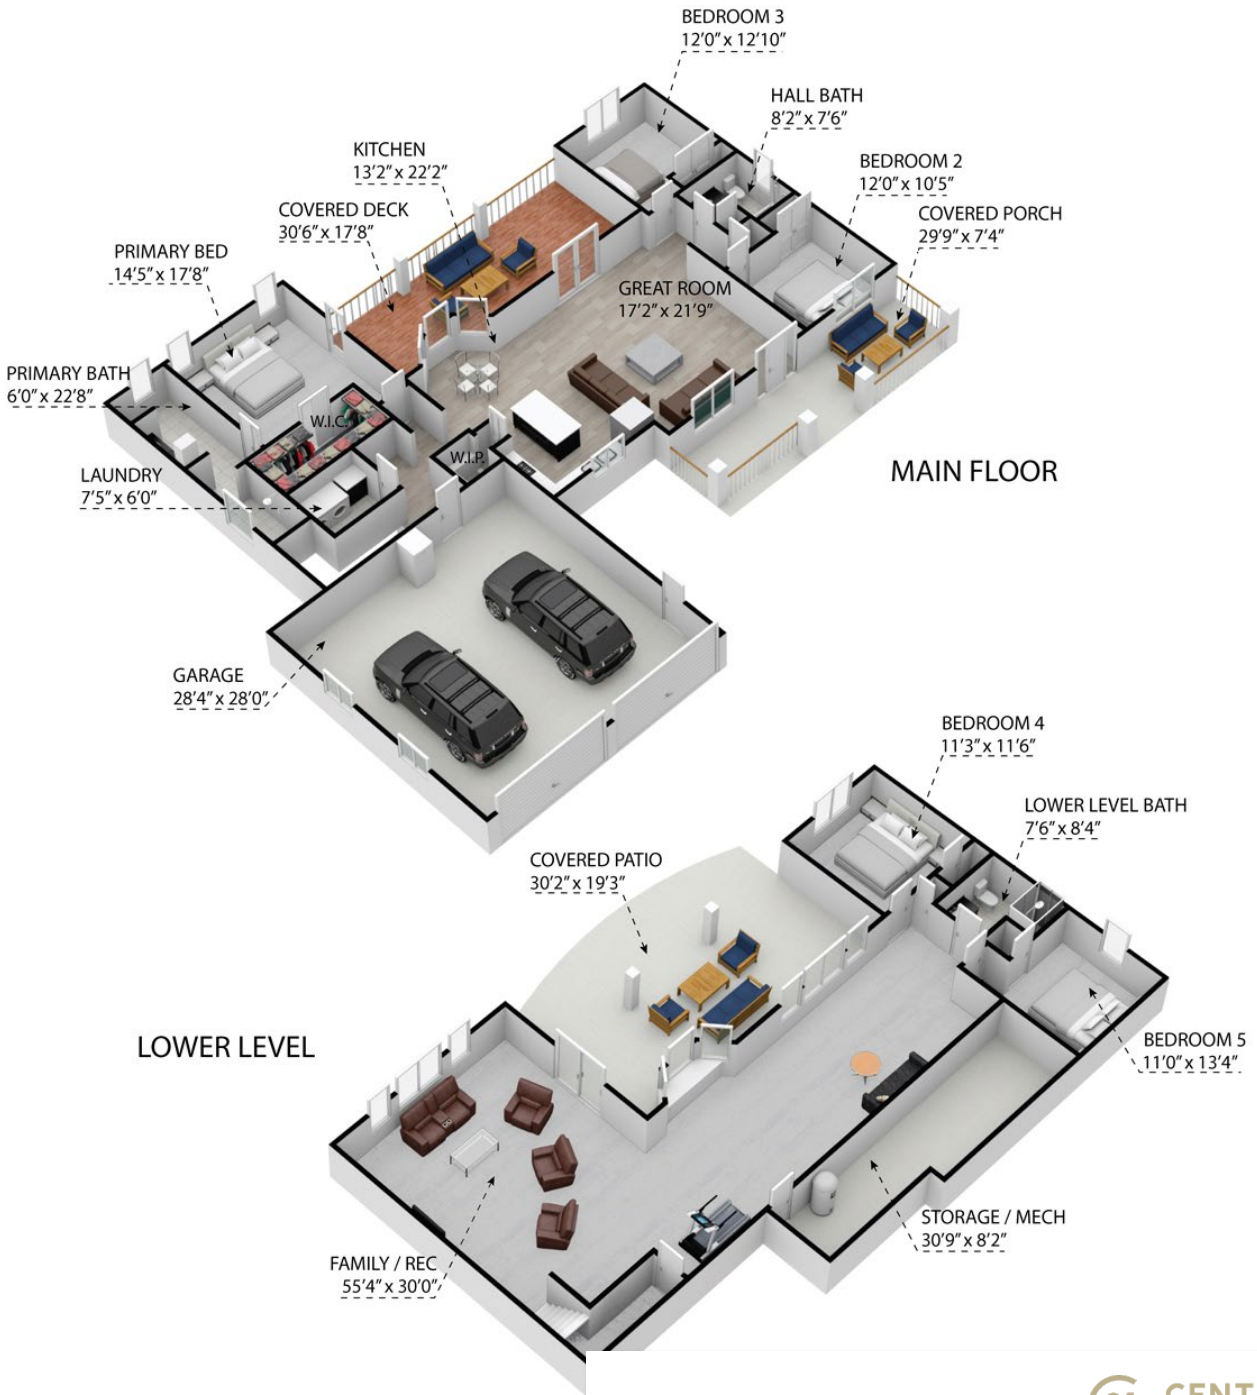 BEDROOM 3
12'0" x 12'10"
HALL BATH
8'2" x 7'6"
KITCHEN
13'2" x 22'2"
BEDROOM 2
12'0" x 10'5"
COVERED DECK
30'6" x 17'8"
COVERED PORCH
29'9" x 7'4"
PRIMARY BED
14'5" x 17'8"
GREAT ROOM
17'2" x 21'9"
PRIMARY BATH
6'0" x 22'8"
W.I.C.
W.I.P.
LAUNDRY
7'5" x 6'0"
MAIN FLOOR
GARAGE
28'4" x 28'0"
BEDROOM 4
11'3" x 11'6"
LOWER LEVEL BATH
7'6" x 8'4"
COVERED PATIO
30'2" x 19'3"
LOWER LEVEL
BEDROOM 5
11'0" x 13'4"
STORAGE / MECH
30'9" x 8'2"
FAMILY / REC
55'4" x 30'0"